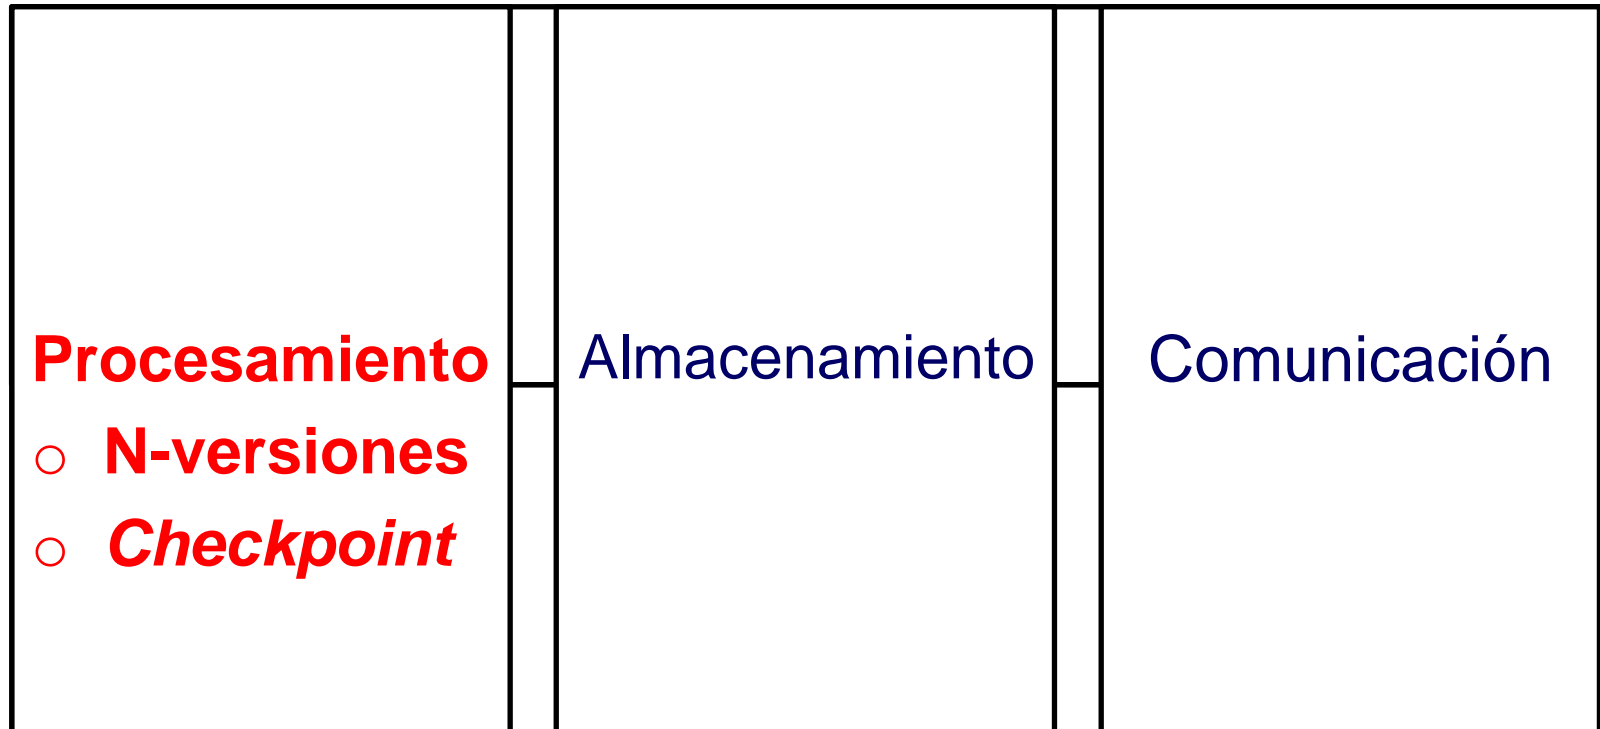 Procesamiento
○ N-versiones
○ Checkpoint
Almacenamiento
Comunicación